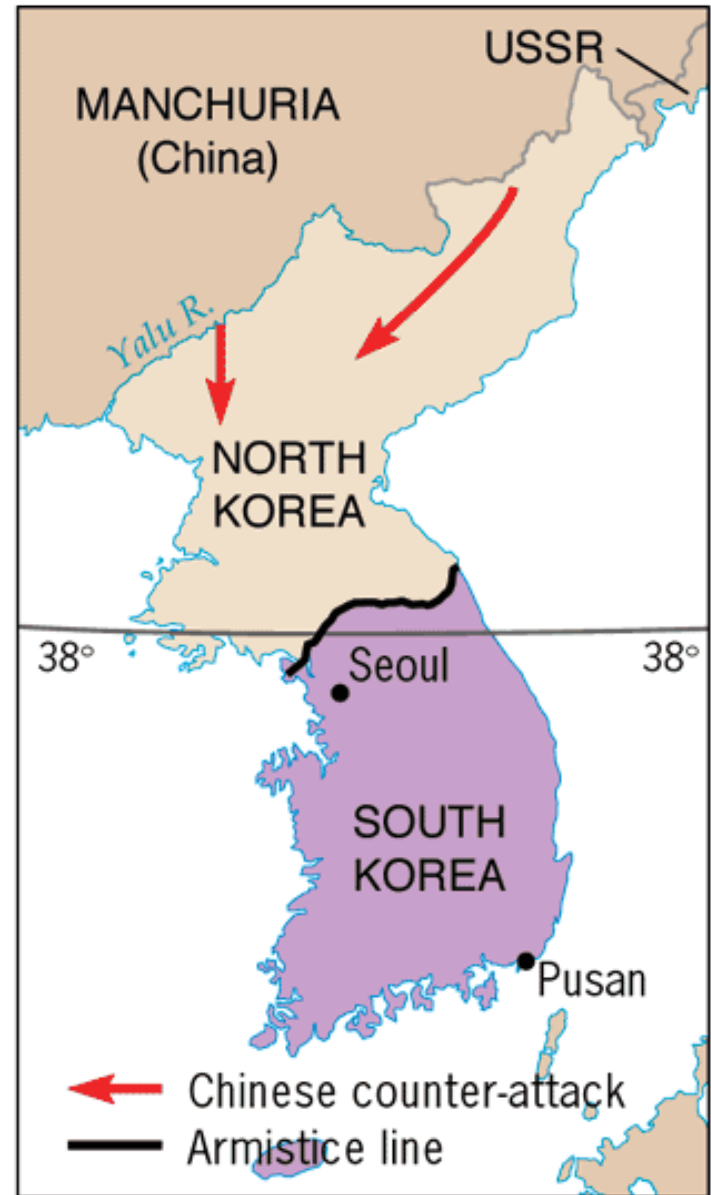 USSR
MANCHURIA
(China)
Yalu R.
NORTH
KOREA
38°
38°
Seoul
SOUTH
KOREA
Pusan
Chinese counter-attack
Armistice line